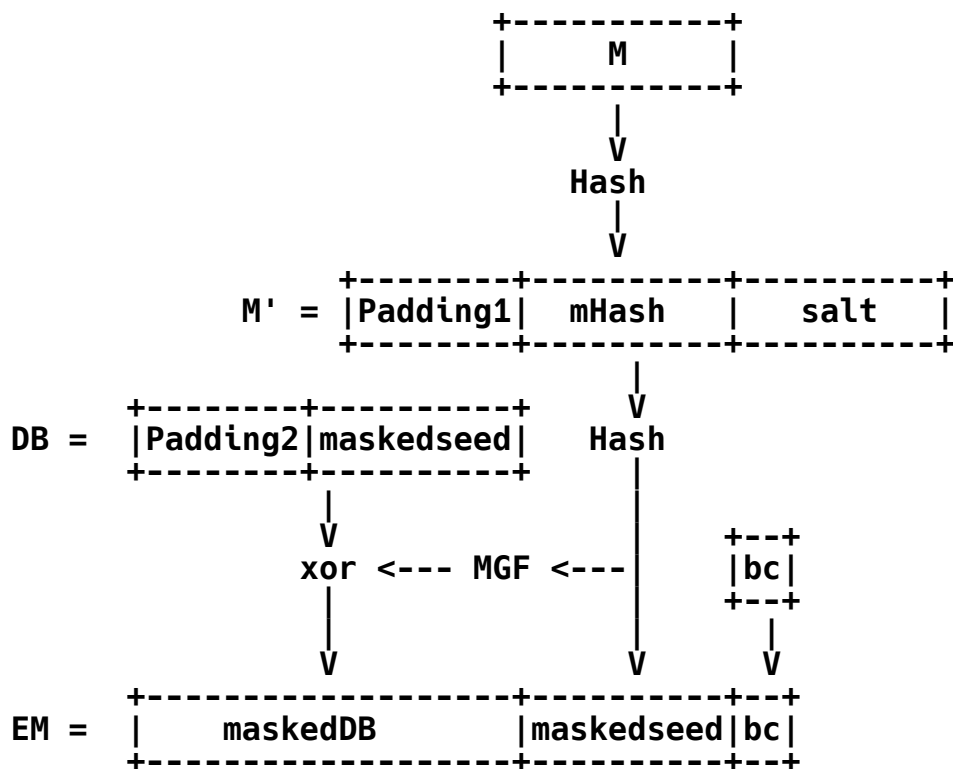 +-----------+
|     M     |
+-----------+
|
V
Hash
|
V
+--------+----------+----------+
M' = |Padding1|  mHash   |   salt   |
+--------+----------+----------+
|
+--------+----------+     V
DB =  |Padding2|maskedseed|   Hash
+--------+----------+     |
|               |
V               |    +--+
xor <--- MGF <---|    |bc|
|               |    +--+
|               |      |
V               V      V
+-------------------+----------+--+
EM =  |    maskedDB       |maskedseed|bc|
+-------------------+----------+--+